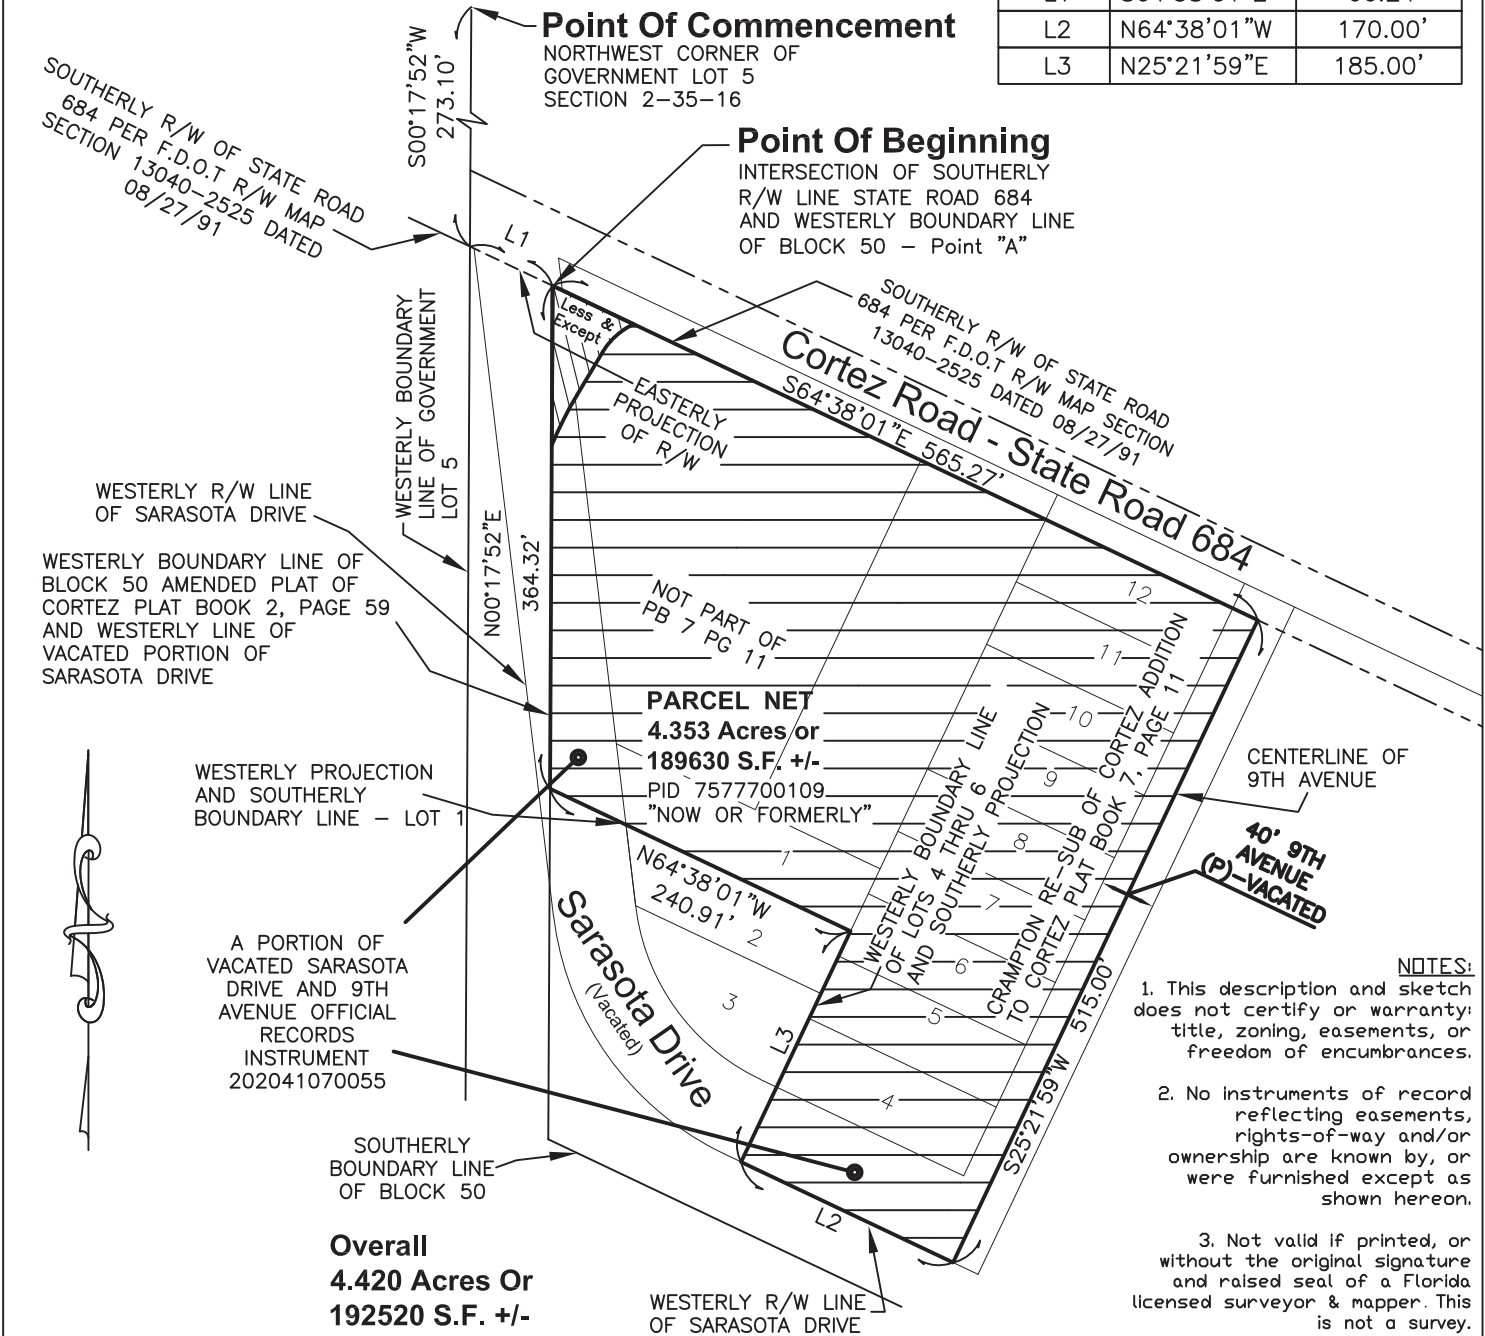 L2 N64°38'01"W 170.00'
L3 N25°21'59"E 185.00'
Point Of Commencement
NORTHWEST CORNER OF
GOVERNMENT LOT 5
SECTION 2-35-16
S00°17'52"W
273.10'
SOUTHERLY R/W OF STATE ROAD
684 PER F.D.O.T R/W MAP
SECTION 13040-2525 DATED
08/27/91
Point Of Beginning
INTERSECTION OF SOUTHERLY
R/W LINE STATE ROAD 684
AND WESTERLY BOUNDARY LINE
OF BLOCK 50 - Point "A"
L1
Less &
Except
SOUTHERLY R/W OF STATE ROAD
684 PER F.D.O.T R/W MAP SECTION
13040-2525 DATED 08/27/91
Cortez Road - State Road 684
S64°38'01"E 565.27'
EASTERLY
PROJECTION
OF R/W
WESTERLY BOUNDARY
LINE OF GOVERNMENT
LOT 5
WESTERLY R/W LINE
OF SARASOTA DRIVE
N00°17'52"E
364.32'
WESTERLY BOUNDARY LINE OF
BLOCK 50 AMENDED PLAT OF
CORTEZ PLAT BOOK 2, PAGE 59
AND WESTERLY LINE OF
VACATED PORTION OF
SARASOTA DRIVE
NOT PART OF
PB 7 PG 11
PARCEL NET
4.353 Acres or
189630 S.F. +/-
PID 7577700109
"NOW OR FORMERLY"
12
11
10
9
8
7
6
5
4
1
2
3
WESTERLY BOUNDARY LINE
OF LOTS 4 THRU 6
AND SOUTHERLY PROJECTION
CRAMPTON RE-SUB OF CORTEZ ADDITION
TO CORTEZ PLAT BOOK 7, PAGE 11
CENTERLINE OF
9TH AVENUE
40' 9TH
AVENUE
(P)-VACATED
WESTERLY PROJECTION
AND SOUTHERLY
BOUNDARY LINE - LOT 1
N64°38'01"W
240.91'
Sarasota Drive
(Vacated)
L3
S25°21'59"W 515.00'
A PORTION OF
VACATED SARASOTA
DRIVE AND 9TH
AVENUE OFFICIAL
RECORDS
INSTRUMENT
202041070055
SOUTHERLY
BOUNDARY LINE
OF BLOCK 50
L2
Overall
4.420 Acres Or
192520 S.F. +/-
WESTERLY R/W LINE
OF SARASOTA DRIVE
NOTES:
1. This description and sketch
does not certify or warranty:
title, zoning, easements, or
freedom of encumbrances.
2. No instruments of record
reflecting easements,
rights-of-way and/or
ownership are known by, or
were furnished except as
shown hereon.
3. Not valid if printed, or
without the original signature
and raised seal of a Florida
licensed surveyor & mapper. This
is not a survey.